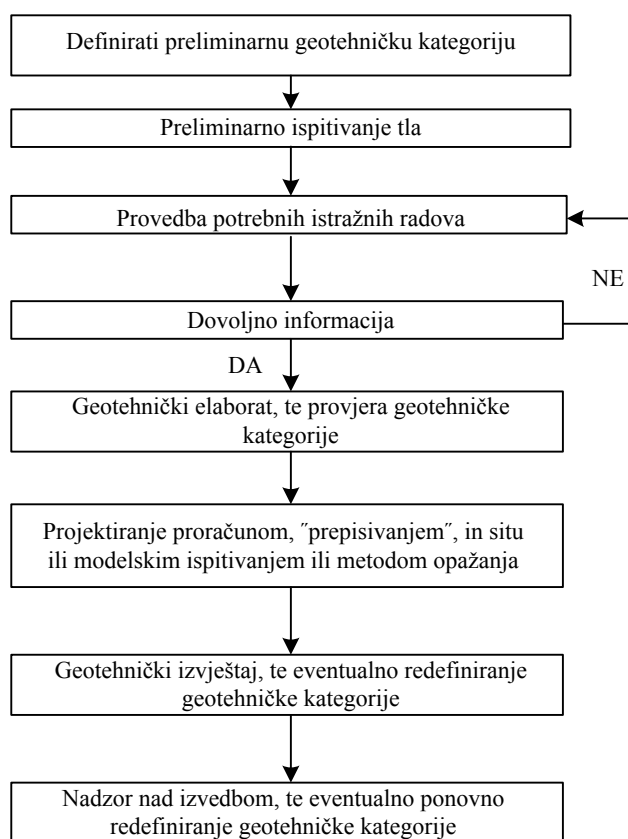 Definirati preliminarnu geotehničku kategoriju
Preliminarno ispitivanje tla
Provedba potrebnih istražnih radova
NE
Dovoljno informacija
DA
Geotehnički elaborat, te provjera geotehničke
kategorije
Projektiranje proračunom, ˝prepisivanjem˝, in situ
ili modelskim ispitivanjem ili metodom opažanja
Geotehnički izvještaj, te eventualno redefiniranje
geotehničke kategorije
Nadzor nad izvedbom, te eventualno ponovno
redefiniranje geotehničke kategorije